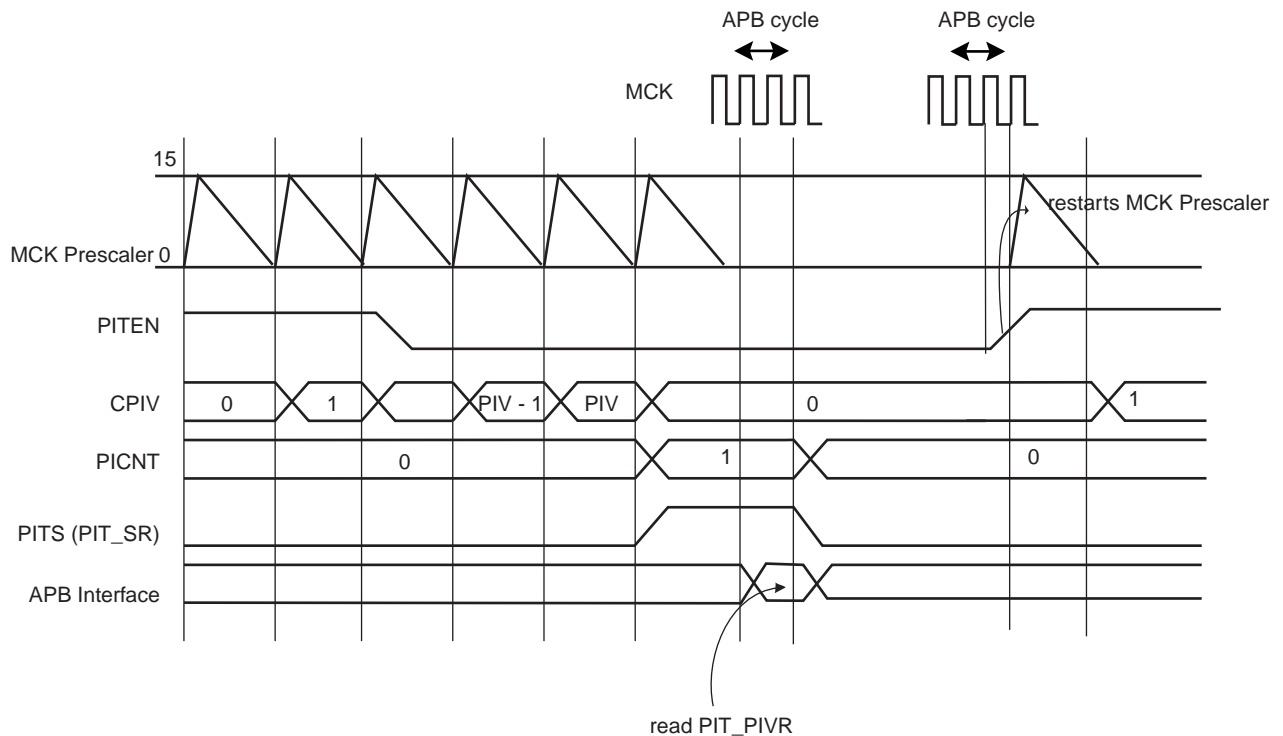 APB cycle
APB cycle
MCK
15
restarts MCK Prescaler
MCK Prescaler 0
PITEN
CPIV
0
1
PIV - 1
PIV
0
1
PICNT
0
1
0
PITS (PIT_SR)
APB Interface
read PIT_PIVR